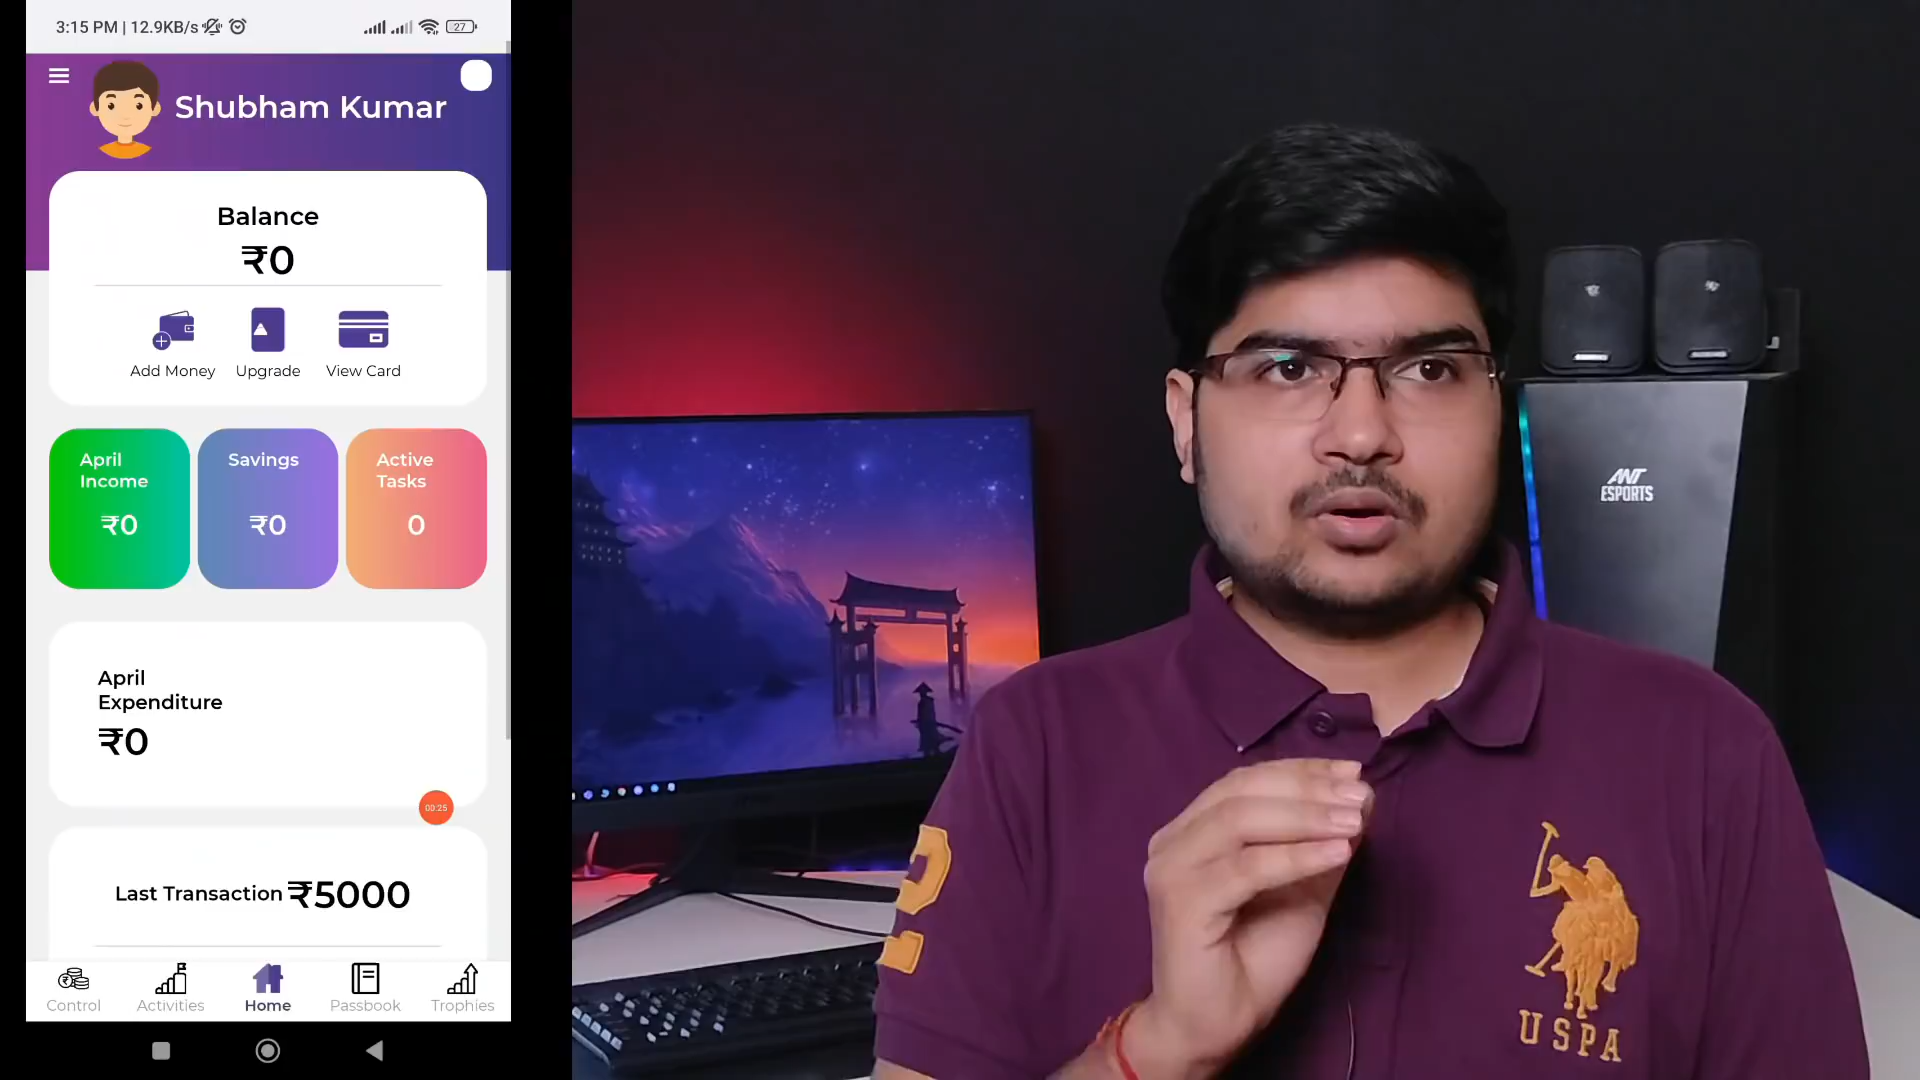 3:15 PM | 12.9KB/s
27
Shubham Kumar
Balance
₹0
Add Money
Upgrade
View Card
April
Income
₹0
Savings
₹0
Active
Tasks
0
April
Expenditure
₹0
00:25
Last Transaction ₹5000
Control
Activities
Home
Passbook
Trophies
ANT
ESPORTS
2
USPA